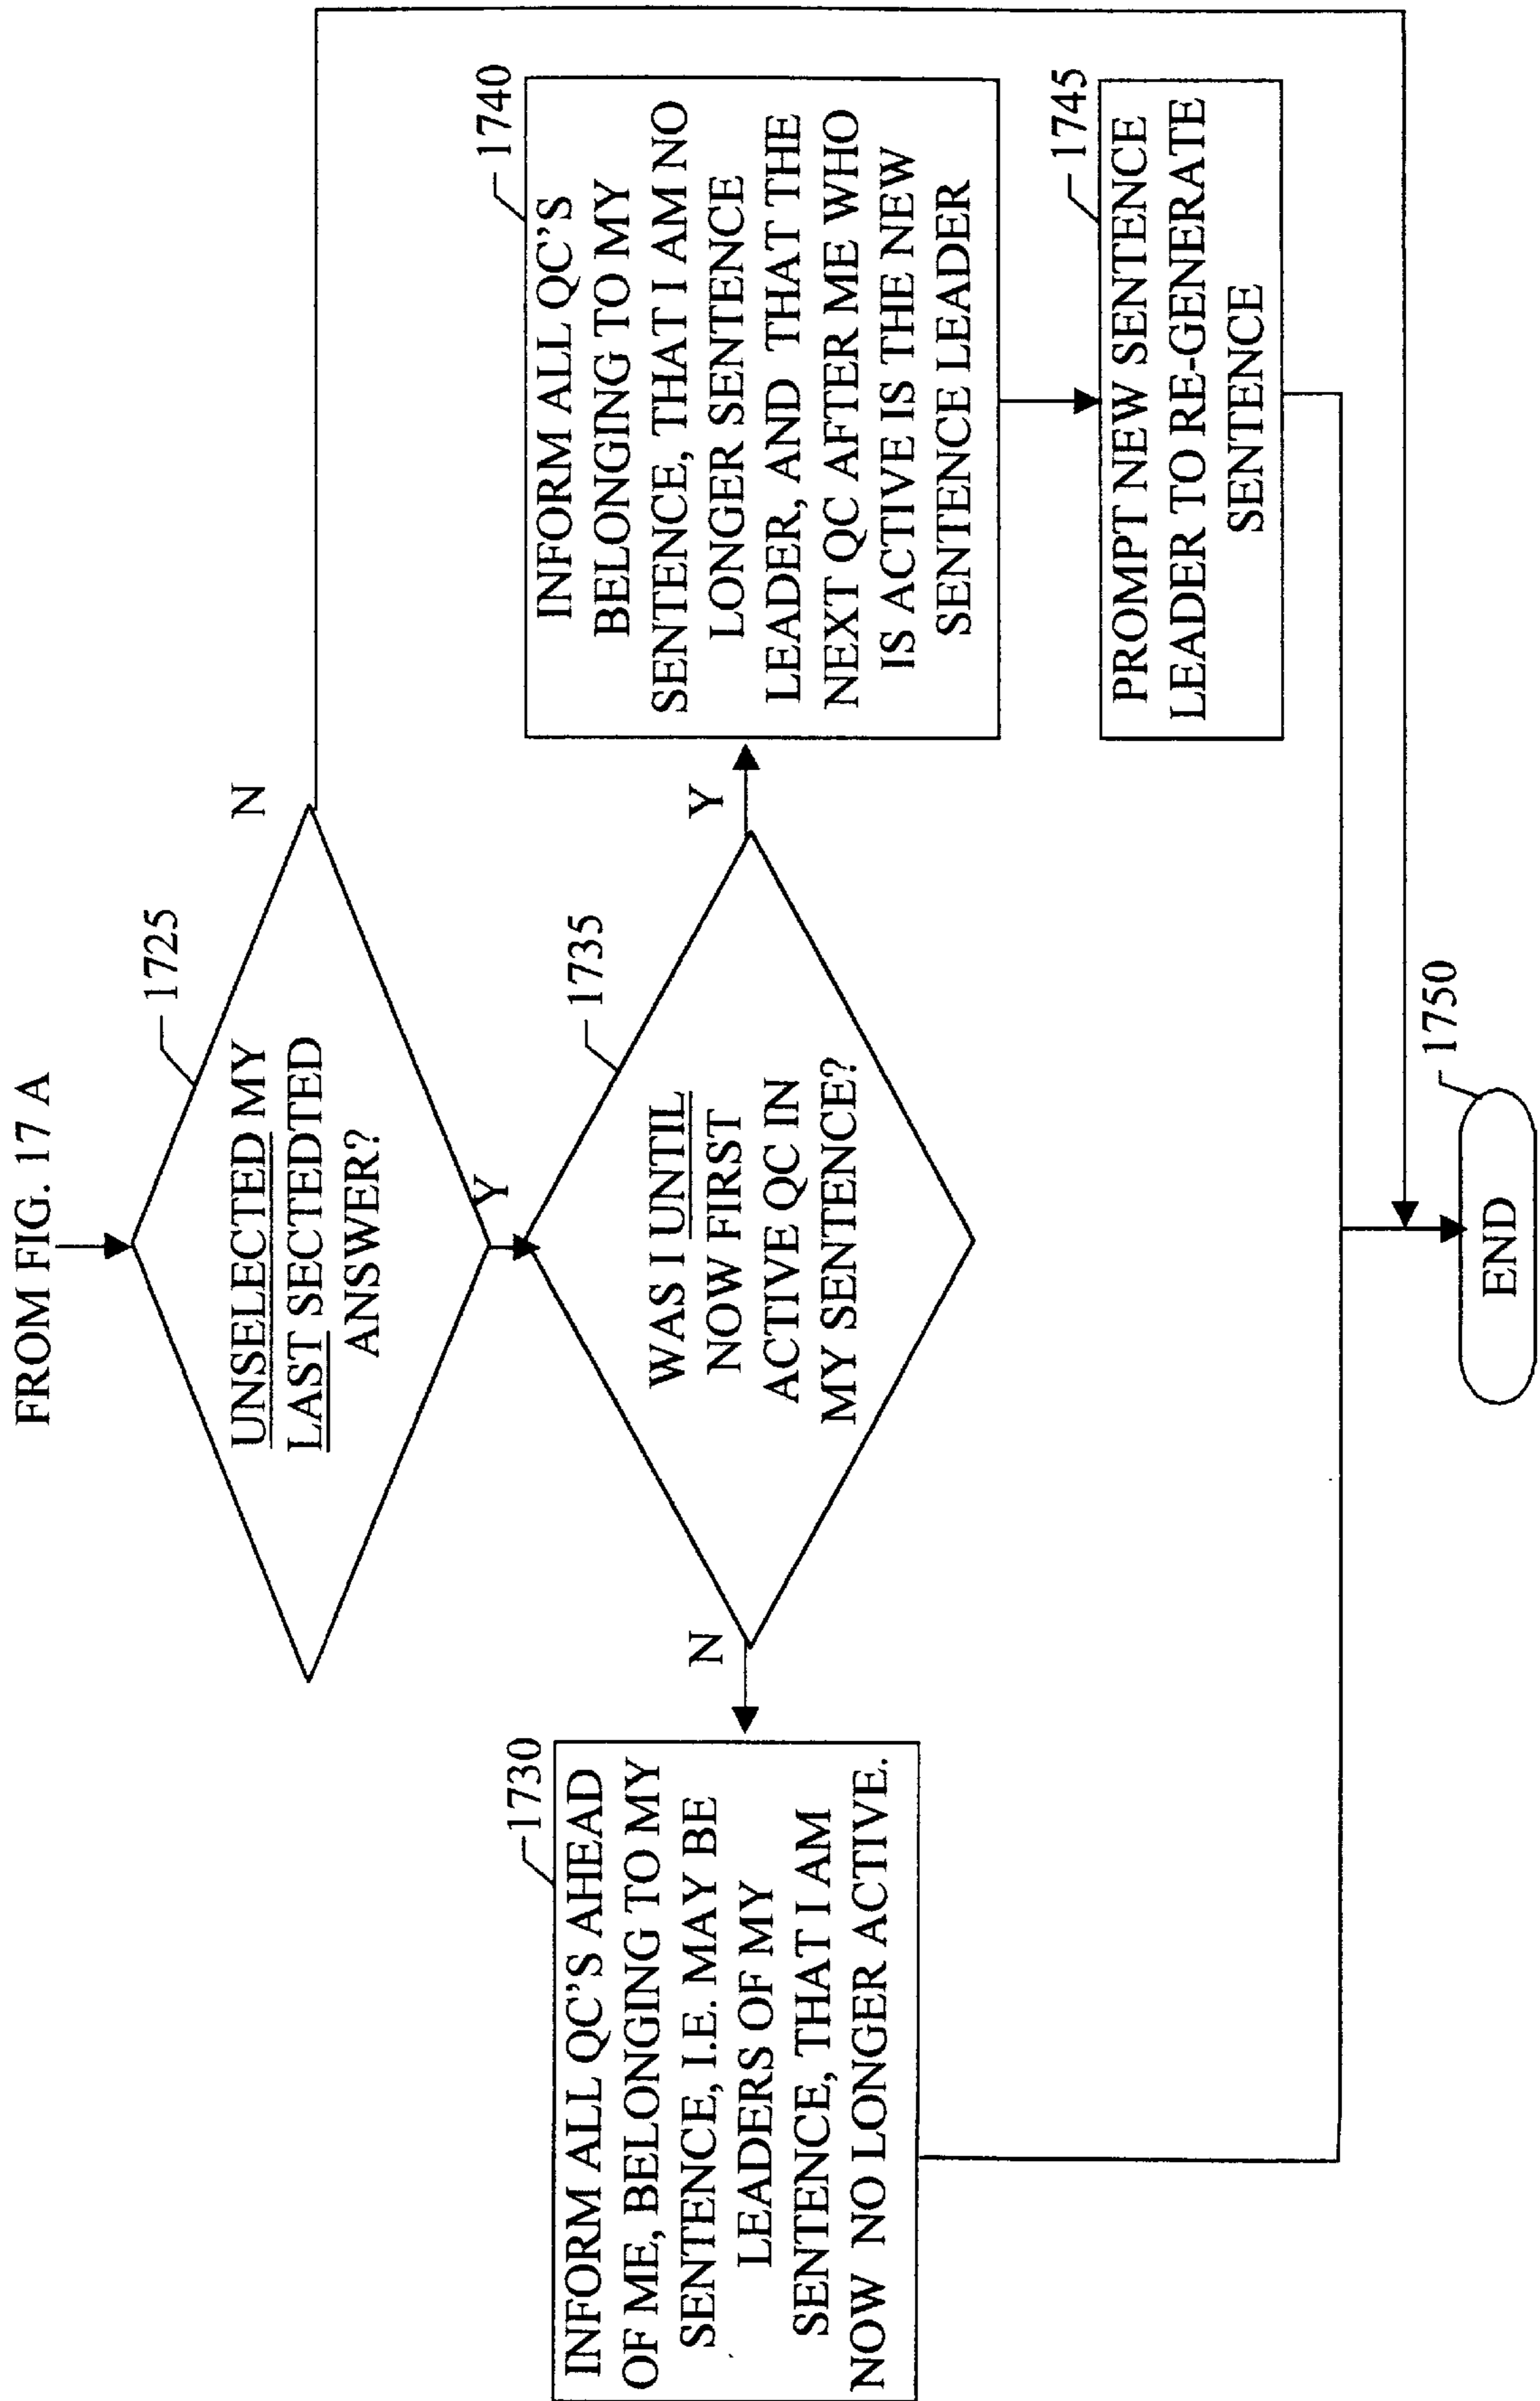 FROM FIG. 17 A
1725
UNSELECTED MY
LAST SECTEDTED
ANSWER?
N
Y
1735
WAS I UNTIL
NOW FIRST
ACTIVE QC IN
MY SENTENCE?
N
Y
1730
INFORM ALL QC'S AHEAD
OF ME, BELONGING TO MY
SENTENCE, I.E. MAY BE
LEADERS OF MY
SENTENCE, THAT I AM
NOW NO LONGER ACTIVE.
1740
INFORM ALL QC'S
BELONGING TO MY
SENTENCE, THAT I AM NO
LONGER SENTENCE
LEADER, AND THAT THE
NEXT QC AFTER ME WHO
IS ACTIVE IS THE NEW
SENTENCE LEADER
1745
PROMPT NEW SENTENCE
LEADER TO RE-GENERATE
SENTENCE
1750
END